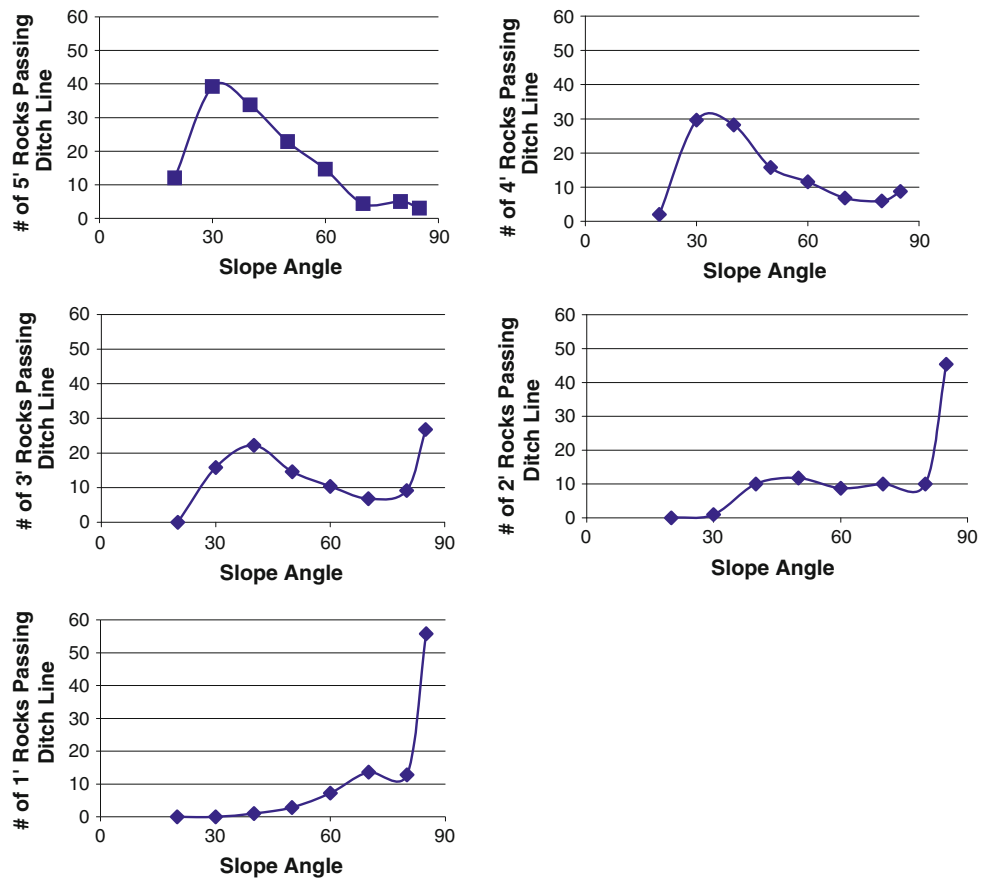 # of 5' Rocks Passing
Ditch Line
60
50
40
30
20
10
0
0 30 60 90
Slope Angle
# of 4' Rocks Passing
Ditch Line
60
50
40
30
20
10
0
0 30 60 90
Slope Angle
# of 3' Rocks Passing
Ditch Line
60
50
40
30
20
10
0
0 30 60 90
Slope Angle
# of 2' Rocks Passing
Ditch Line
60
50
40
30
20
10
0
0 30 60 90
Slope Angle
# of 1' Rocks Passing
Ditch Line
60
50
40
30
20
10
0
0 30 60 90
Slope Angle